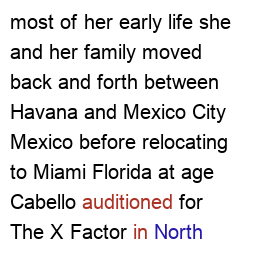 most of her early life she
and her family moved
back and forth between
Havana and Mexico City
Mexico before relocating
to Miami Florida at age
Cabello auditioned for
The X Factor in North